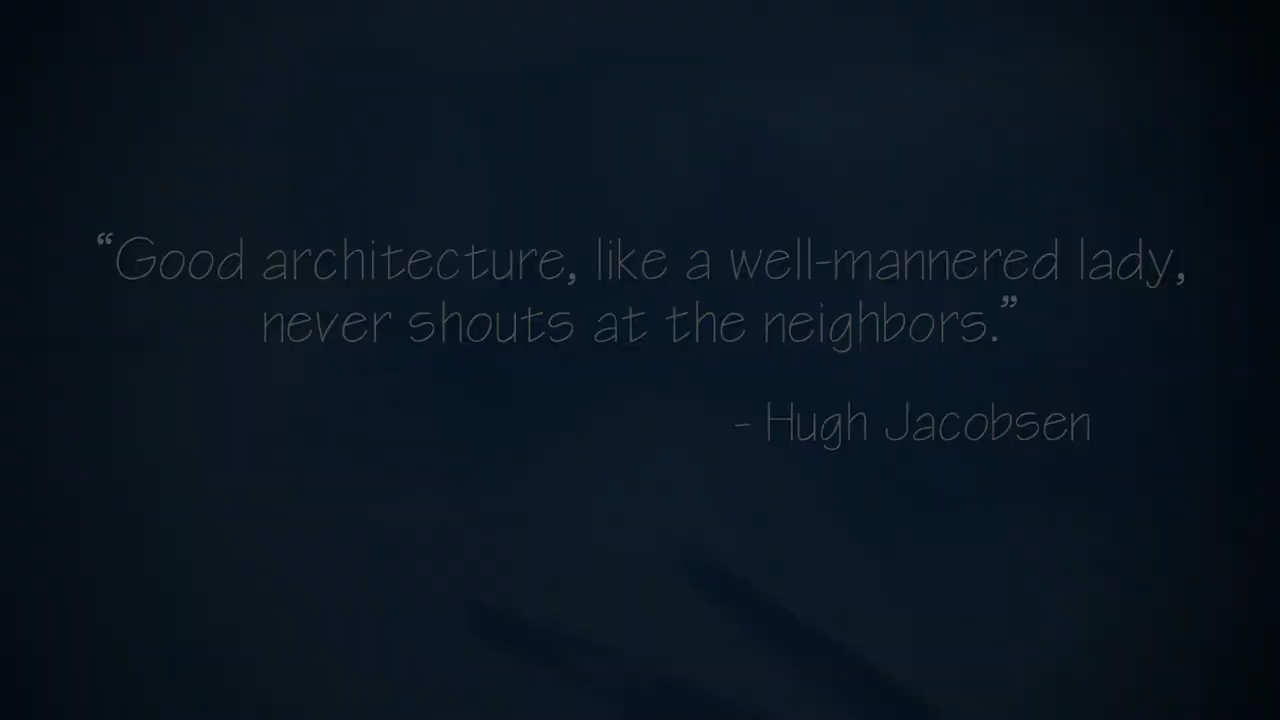 “Good architecture, like a well-mannered lady,
never shouts at the neighbors.”
- Hugh Jacobsen